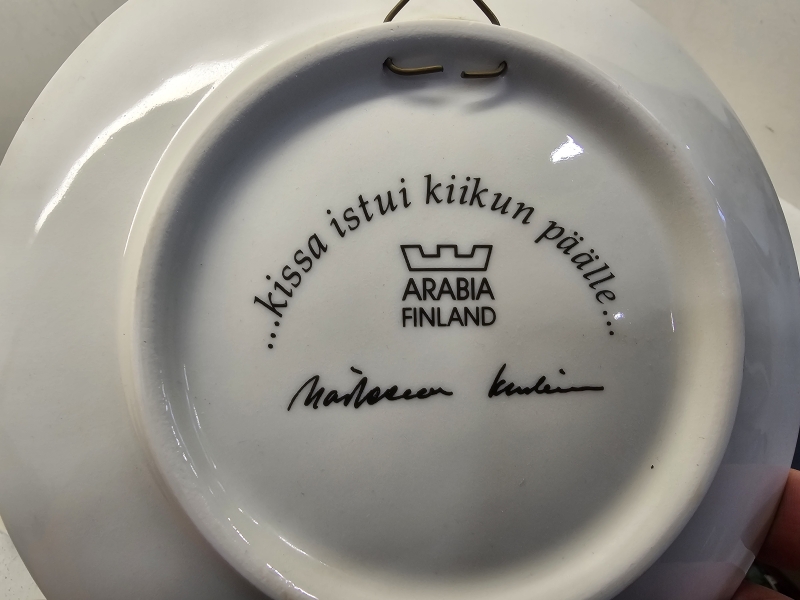 ...kissa istui kiikun päälle...
ARABIA
FINLAND